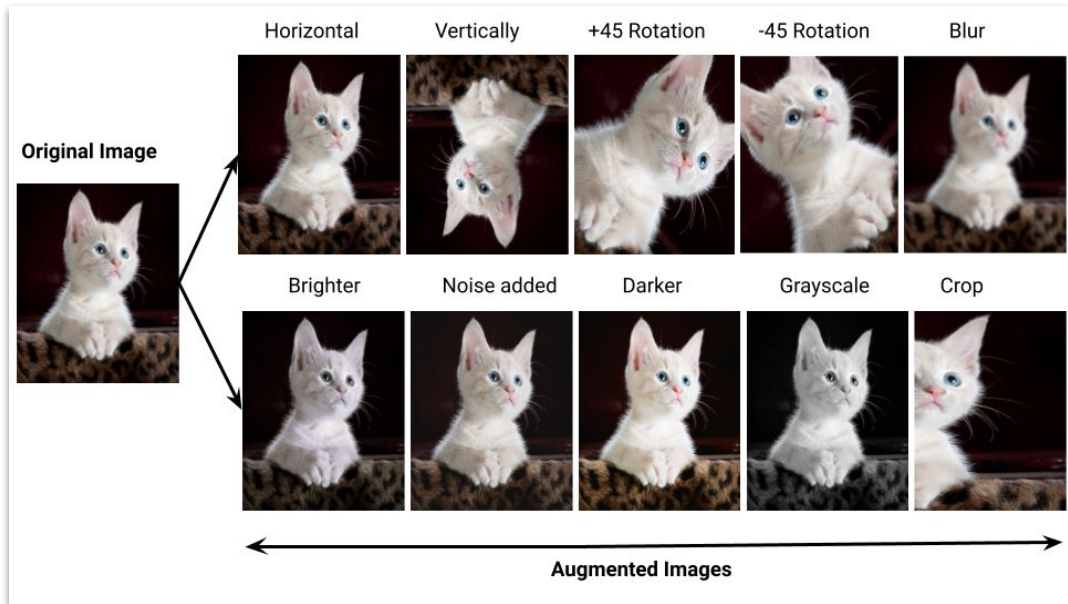 Horizontal Vertically +45 Rotation -45 Rotation Blur
Original Image
Brighter Noise added Darker Grayscale Crop
Augmented Images